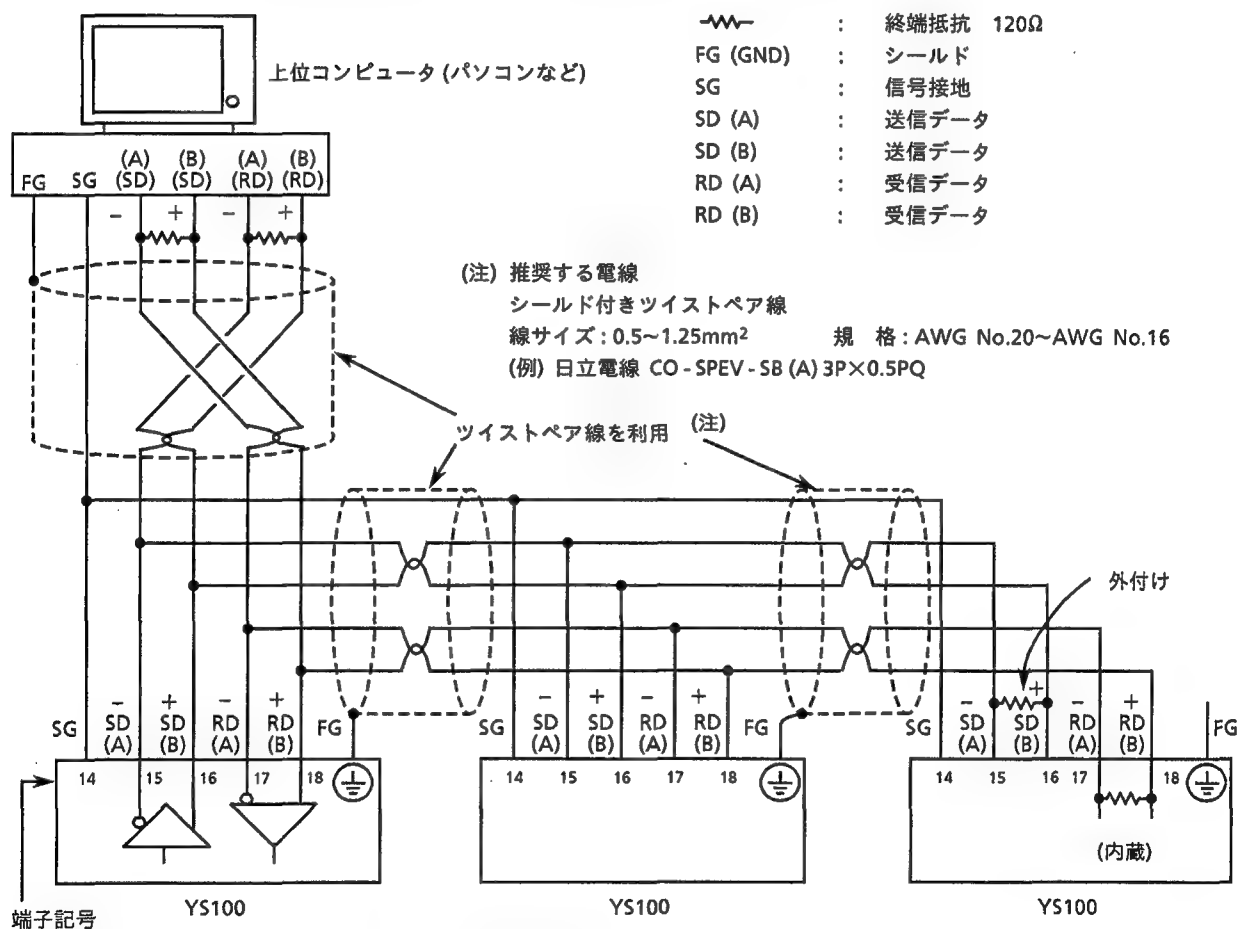 終端抵抗 120Ω
FG (GND) : シールド
SG : 信号接地
SD (A) : 送信データ
SD (B) : 送信データ
RD (A) : 受信データ
RD (B) : 受信データ
上位コンピュータ (パソコンなど)
FG SG (A)(SD) (B)(SD) (A)(RD) (B)(RD)
- + - +
(注) 推奨する電線
シールド付きツイストペア線
線サイズ : 0.5~1.25mm² 規 格 : AWG No.20~AWG No.16
(例) 日立電線 CO - SPEV - SB (A) 3P×0.5PQ
ツイストペア線を利用 (注)
外付け
SG - SD (A) + SD (B) - RD (A) + RD (B) FG
14 15 16 17 18
SG - SD (A) + SD (B) - RD (A) + RD (B) FG
14 15 16 17 18
SG - SD (A) + SD (B) - RD (A) + RD (B) FG
14 15 16 17 18
(内蔵)
端子記号
YS100
YS100
YS100